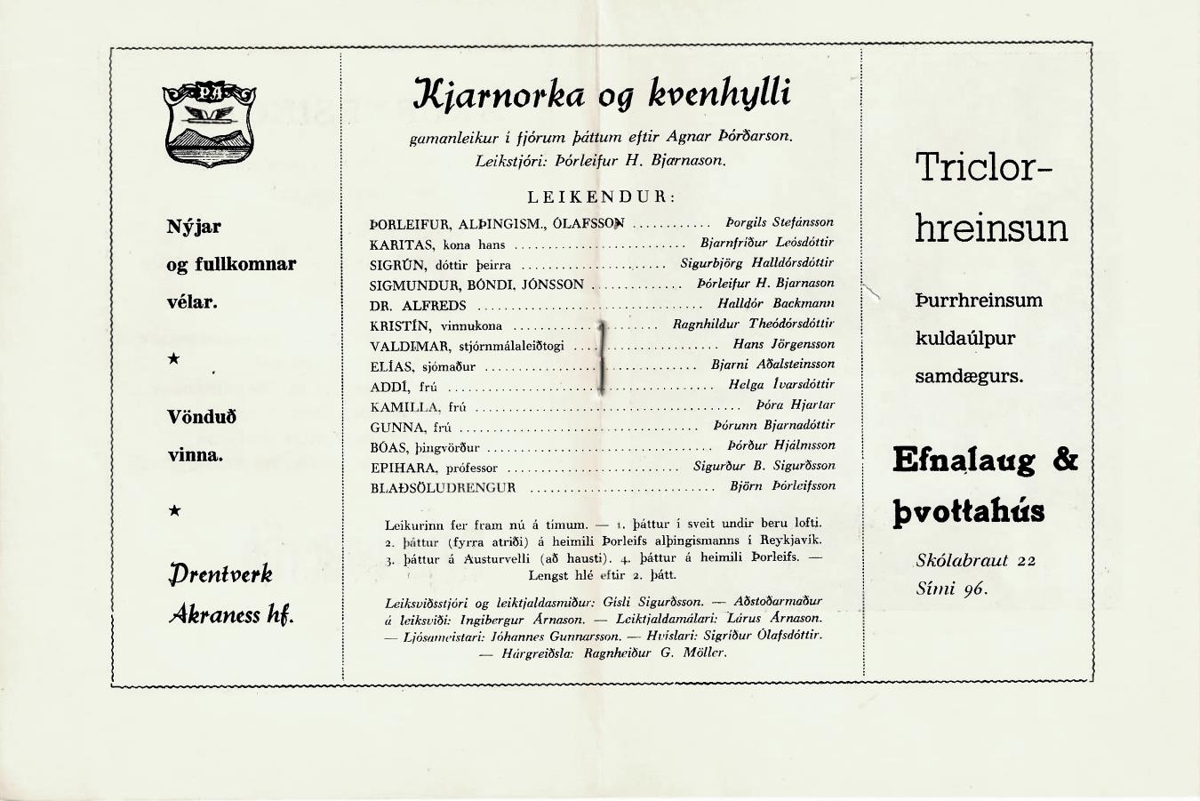 PA
Nýjar
og fullkomnar
vélar.
★
Vönduð
vinna.
★
Prentverk
Akraness hf.
Kjarnorka og kvenhylli
gamanleikur í fjórum þáttum eftir Agnar Þórðarson.
Leikstjóri: Þórleifur H. Bjarnason.
LEIKENDUR:
ÞORLEIFUR, ALÞINGISM., ÓLAFSSON ............ Þorgils Stefánsson
KARITAS, kona hans .......................... Bjarnfríður Leósdóttir
SIGRÚN, dóttir þeirra ...................... Sigurbjörg Halldórsdóttir
SIGMUNDUR, BÓNDI, JÓNSSON .............. Þórleifur H. Bjarnason
DR. ALFREDS .................................... Halldór Backmann
KRISTÍN, vinnukona ...................... Ragnhildur Theódórsdóttir
VALDIMAR, stjórnmálaleiðtogi ...................... Hans Jörgensson
ELÍAS, sjómaður ................................ Bjarni Aðalsteinsson
ADDÍ, frú ........................................ Helga Ívarsdóttir
KAMILLA, frú ........................................ Þóra Hjartar
GUNNA, frú ...................................... Þórunn Bjarnadóttir
BÓAS, þingvörður .................................. Þórður Hjálmsson
EPIHARA, prófessor .......................... Sigurður B. Sigurðsson
BLAÐSÖLUDRENGUR ............................ Björn Þórleifsson
Leikurinn fer fram nú á tímum. — 1. þáttur í sveit undir beru lofti.
2. þáttur (fyrra atriði) á heimili Þorleifs alþingismanns í Reykjavík.
3. þáttur á Austurvelli (að hausti). 4. þáttur á heimili Þorleifs. —
Lengst hlé eftir 2. þátt.
Leiksviðsstjóri og leiktjaldasmiður: Gísli Sigurðsson. — Aðstoðarmaður
á leiksviði: Ingibergur Árnason. — Leiktjaldamálari: Lárus Árnason.
— Ljósameistari: Jóhannes Gunnarsson. — Hvíslari: Sigríður Ólafsdóttir.
— Hárgreiðsla: Ragnheiður G. Möller.
Triclor-
hreinsun
Þurrhreinsum
kuldaúlpur
samdægurs.
Efnalaug &
þvottahús
Skólabraut 22
Sími 96.